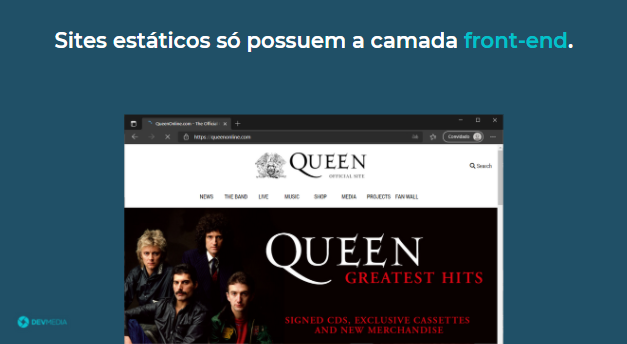 Sites estáticos só possuem a camada front-end.
QueenOnline.com - The Official
https://queenonline.com
Convidado
QUEEN
OFFICIAL SITE
Search
NEWS THE BAND LIVE MUSIC SHOP MEDIA PROJECTS FAN WALL
QUEEN
GREATEST HITS
SIGNED CDS, EXCLUSIVE CASSETTES
AND NEW MERCHANDISE
DEVMEDIA